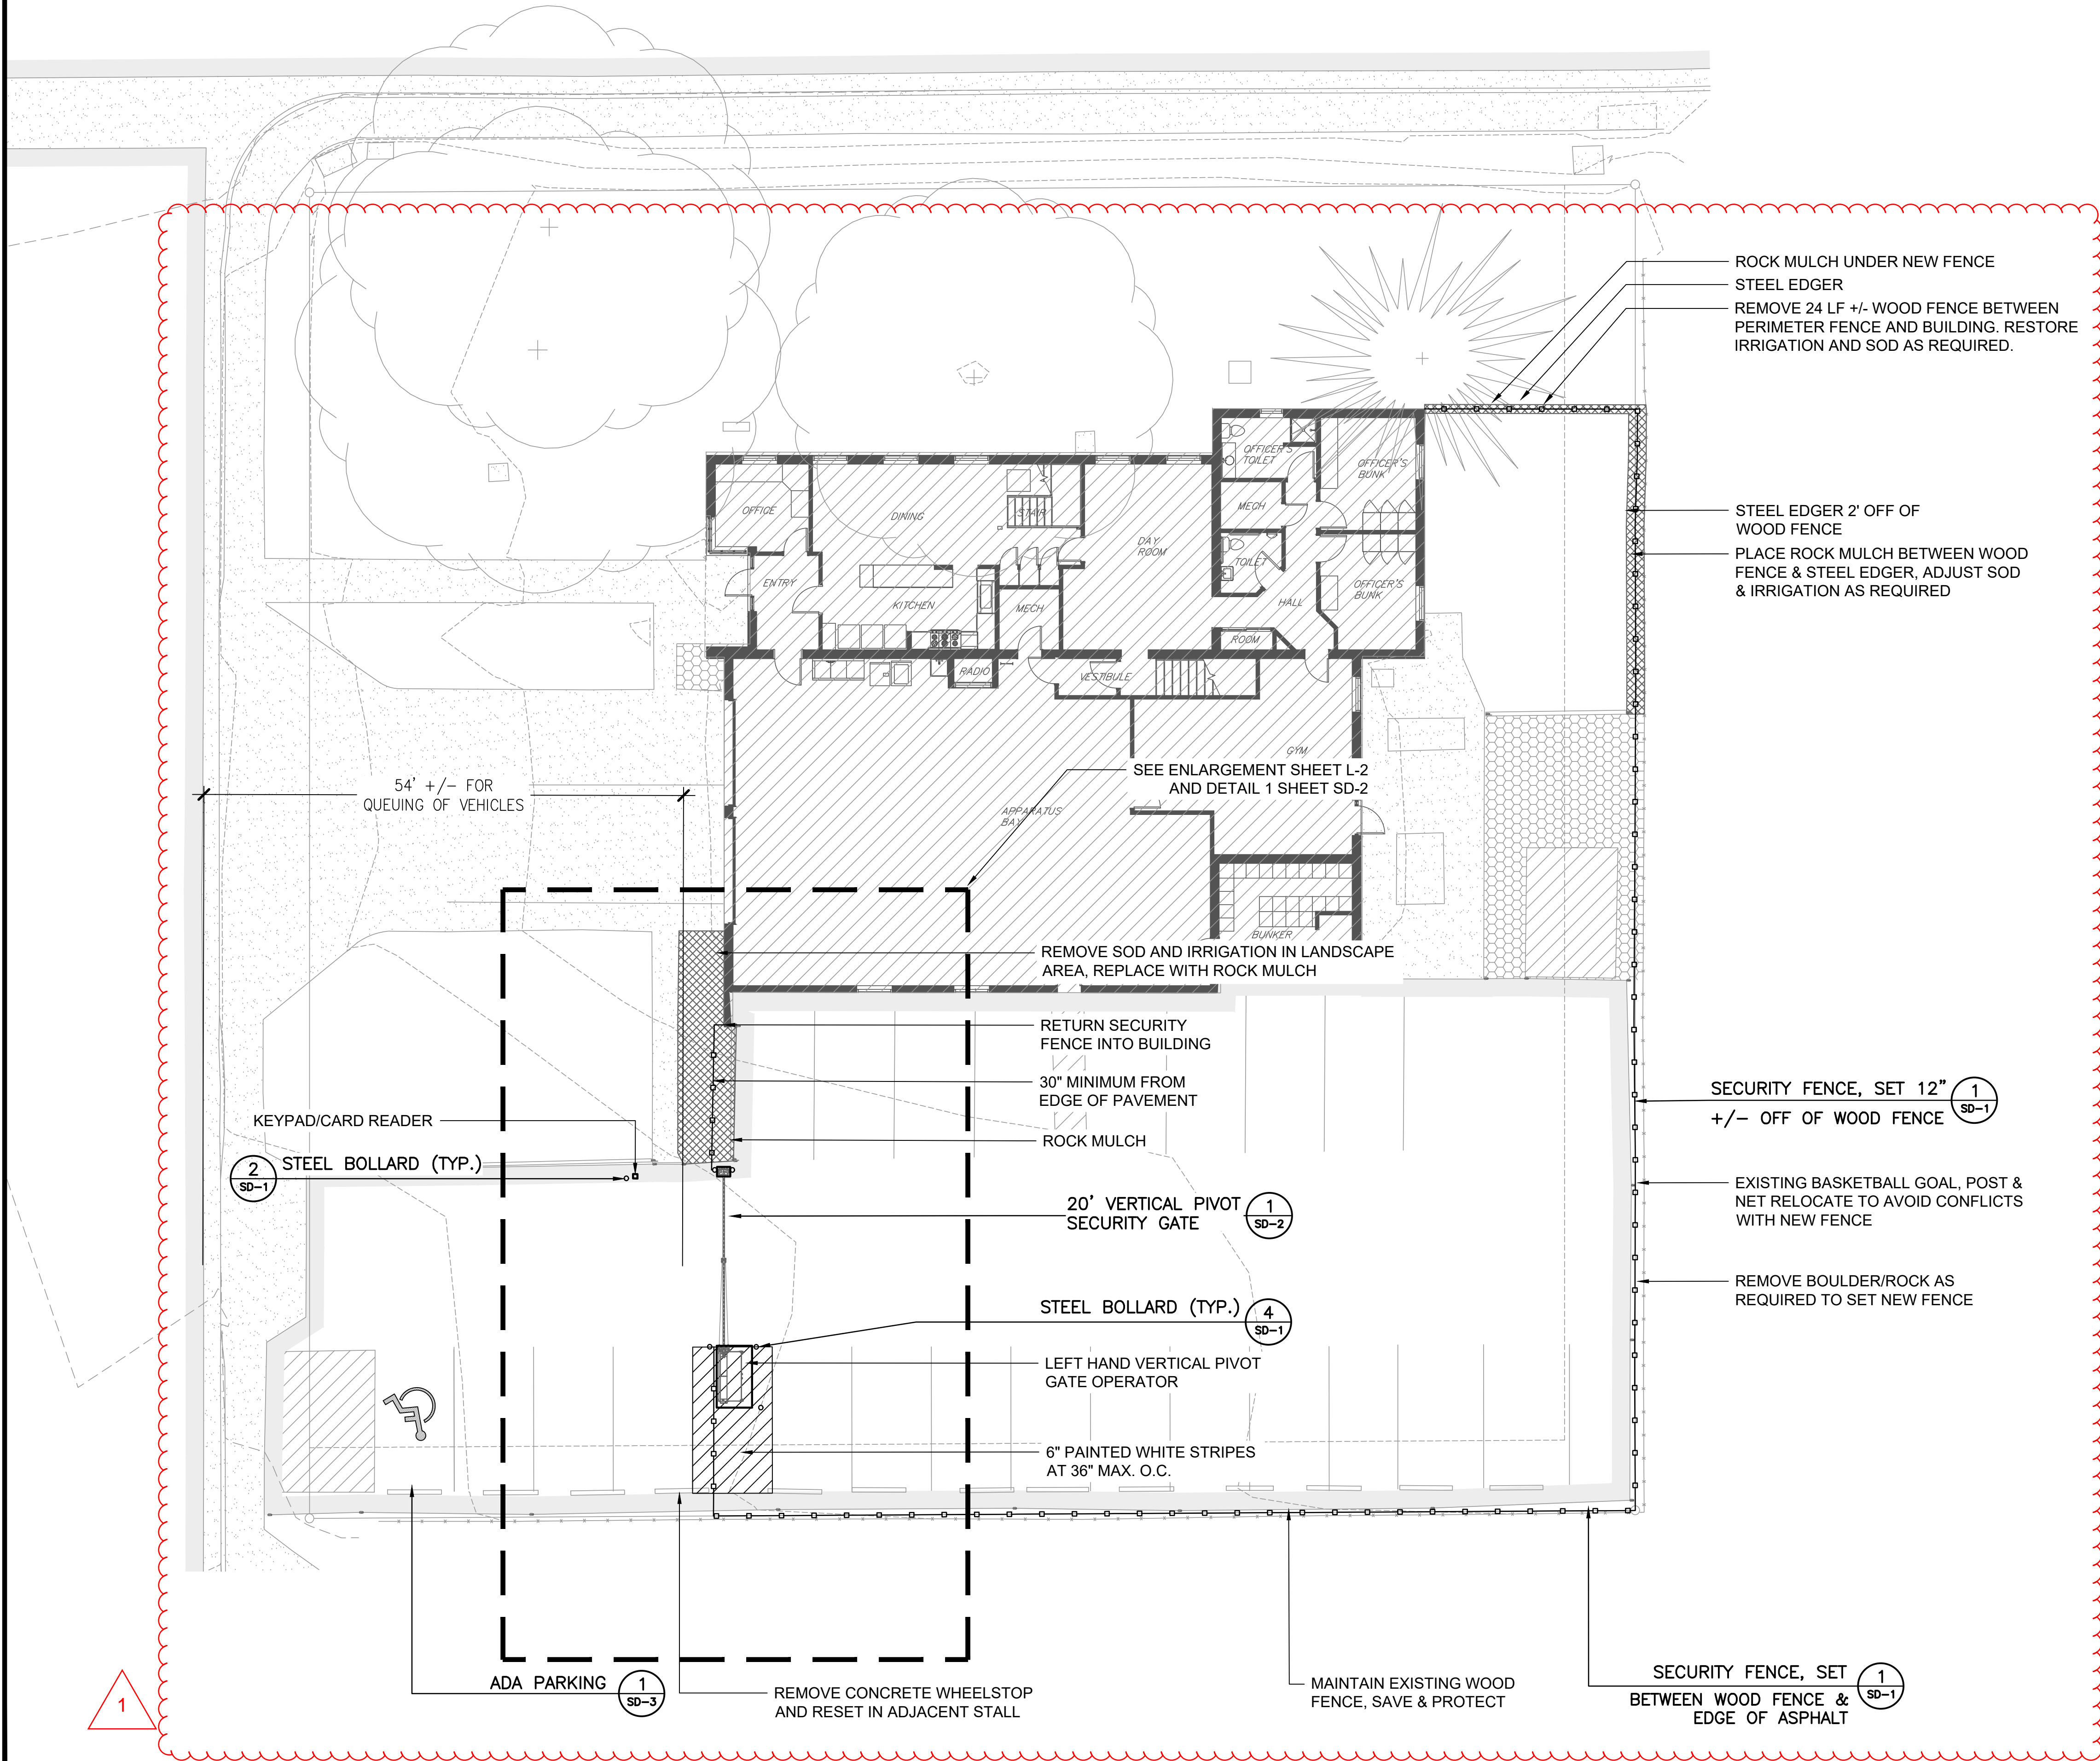 ROCK MULCH UNDER NEW FENCE
STEEL EDGER
REMOVE 24 LF +/- WOOD FENCE BETWEEN
PERIMETER FENCE AND BUILDING. RESTORE
IRRIGATION AND SOD AS REQUIRED.
OFFICER'S
TOILET
OFFICER'S
BUNK
OFFICE
DINING
STAIR
MECH
DAY
ROOM
STEEL EDGER 2' OFF OF
WOOD FENCE
PLACE ROCK MULCH BETWEEN WOOD
FENCE & STEEL EDGER, ADJUST SOD
& IRRIGATION AS REQUIRED
ENTRY
KITCHEN
MECH
TOILET
HALL
OFFICER'S
BUNK
ROOM
RADIO
VESTIBULE
GYM
54' +/- FOR
QUEUING OF VEHICLES
SEE ENLARGEMENT SHEET L-2
AND DETAIL 1 SHEET SD-2
APPARATUS
BAY
BUNKER
REMOVE SOD AND IRRIGATION IN LANDSCAPE
AREA, REPLACE WITH ROCK MULCH
RETURN SECURITY
FENCE INTO BUILDING
30" MINIMUM FROM
EDGE OF PAVEMENT
ROCK MULCH
KEYPAD/CARD READER
2
SD-1
STEEL BOLLARD (TYP.)
SECURITY FENCE, SET 12"
+/- OFF OF WOOD FENCE
1
SD-1
20' VERTICAL PIVOT
SECURITY GATE
1
SD-2
EXISTING BASKETBALL GOAL, POST &
NET RELOCATE TO AVOID CONFLICTS
WITH NEW FENCE
STEEL BOLLARD (TYP.)
4
SD-1
REMOVE BOULDER/ROCK AS
REQUIRED TO SET NEW FENCE
LEFT HAND VERTICAL PIVOT
GATE OPERATOR
6" PAINTED WHITE STRIPES
AT 36" MAX. O.C.
1
ADA PARKING
1
SD-3
REMOVE CONCRETE WHEELSTOP
AND RESET IN ADJACENT STALL
MAINTAIN EXISTING WOOD
FENCE, SAVE & PROTECT
SECURITY FENCE, SET
BETWEEN WOOD FENCE &
EDGE OF ASPHALT
1
SD-1